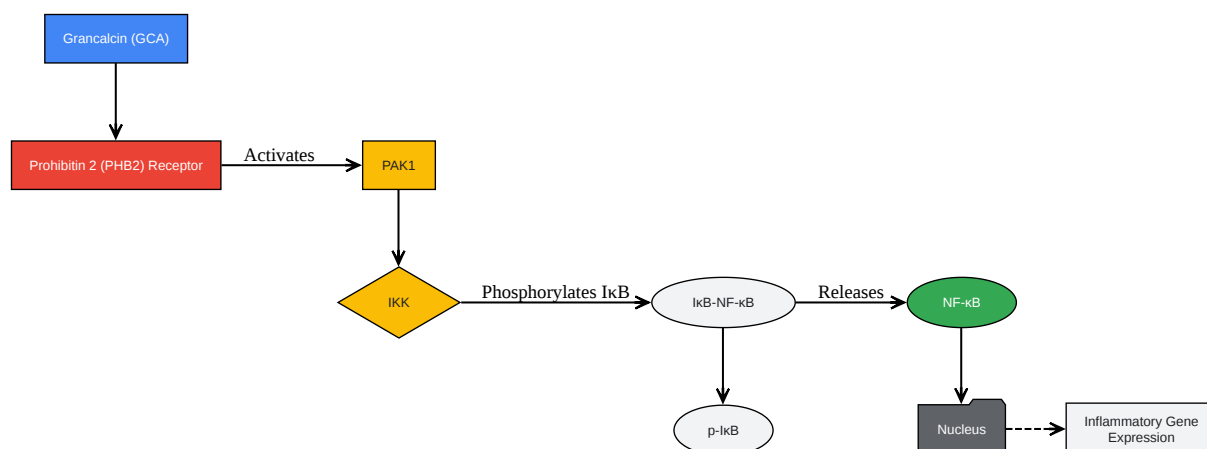 Grancalcin (GCA)
Prohibitin 2 (PHB2) Receptor
Activates
PAK1
IKK
Phosphorylates IκB
IκB-NF-κB
Releases
NF-κB
p-IκB
Nucleus
Inflammatory Gene
Expression